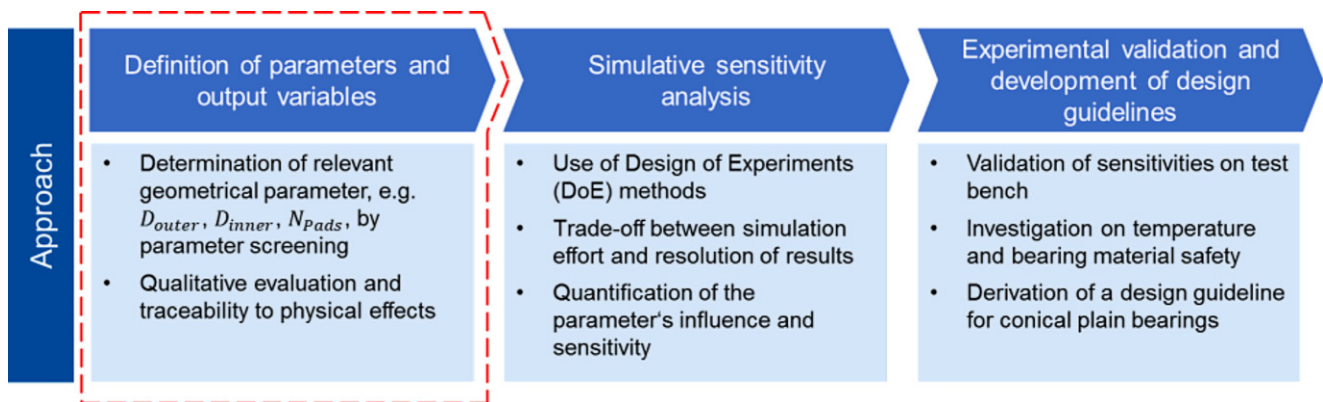 Approach
Definition of parameters and
output variables
• Determination of relevant
geometrical parameter, e.g.
D_outer, D_inner, N_Pads, by
parameter screening
• Qualitative evaluation and
traceability to physical effects
Simulative sensitivity
analysis
• Use of Design of Experiments
(DoE) methods
• Trade-off between simulation
effort and resolution of results
• Quantification of the
parameter‘s influence and
sensitivity
Experimental validation and
development of design
guidelines
• Validation of sensitivities on test
bench
• Investigation on temperature
and bearing material safety
• Derivation of a design guideline
for conical plain bearings